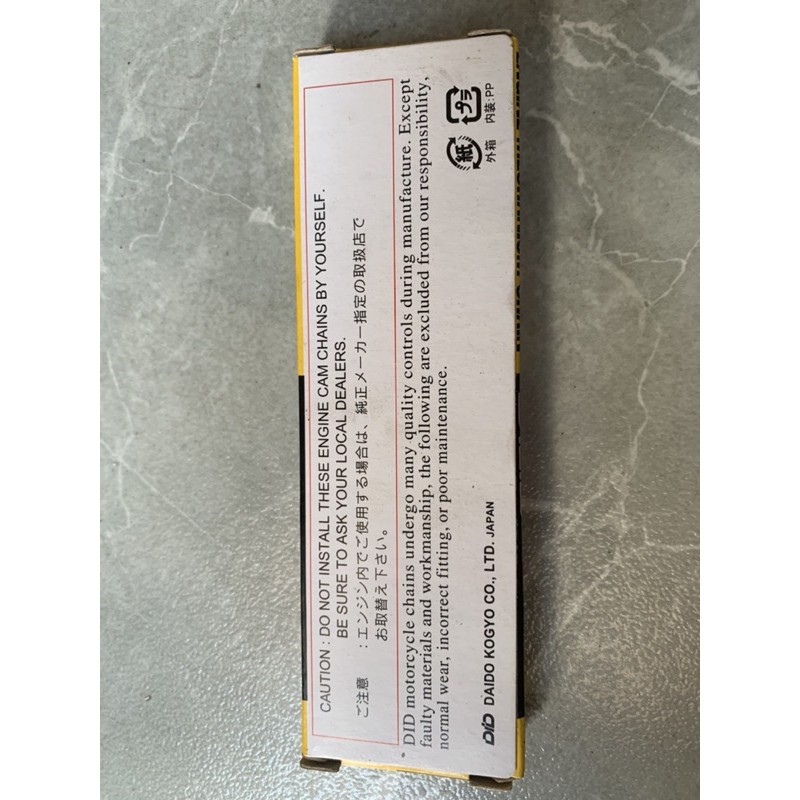 CAUTION : DO NOT INSTALL THESE ENGINE CAM CHAINS BY YOURSELF.
BE SURE TO ASK YOUR LOCAL DEALERS.
ご注意 : エンジン内でご使用する場合は、純正メーカー指定の取扱店で
お取替え下さい。
DID motorcycle chains undergo many quality controls during manufacture. Except
faulty materials and workmanship, the following are excluded from our responsibility,
normal wear, incorrect fitting, or poor maintenance.
DID DAIDO KOGYO CO., LTD. JAPAN
紙
外箱
プラ
内装:PP